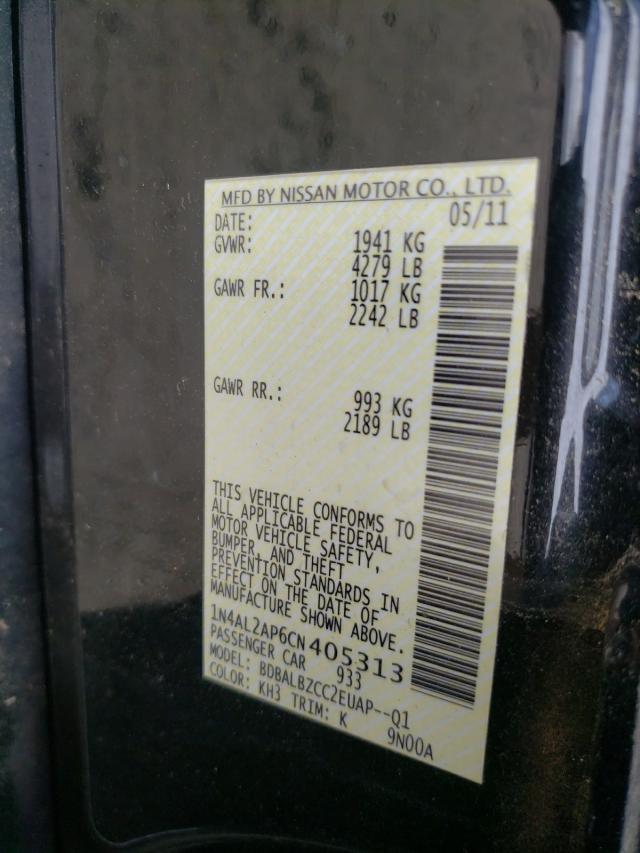 MFD BY NISSAN MOTOR CO., LTD.
DATE: 05/11
GVWR: 1941 KG
4279 LB
GAWR FR.: 1017 KG
2242 LB
GAWR RR.: 993 KG
2189 LB
THIS VEHICLE CONFORMS TO
ALL APPLICABLE FEDERAL
MOTOR VEHICLE SAFETY,
BUMPER, AND THEFT
PREVENTION STANDARDS IN
EFFECT ON THE DATE OF
MANUFACTURE SHOWN ABOVE.
1N4AL2AP6CN405313
PASSENGER CAR 933
MODEL: BDBALBZCC2EUAP--Q1
COLOR: KH3 TRIM: K 9N00A